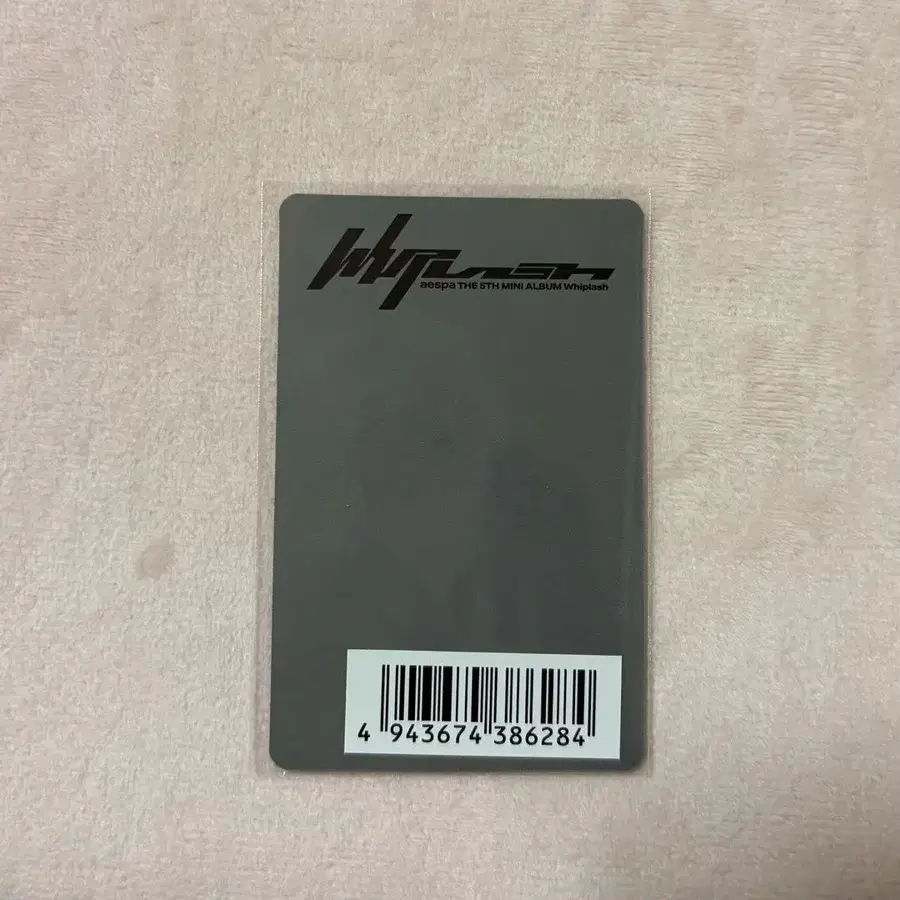 Whiplash
aespa THE 5TH MINI ALBUM Whiplash
4 943674 386284